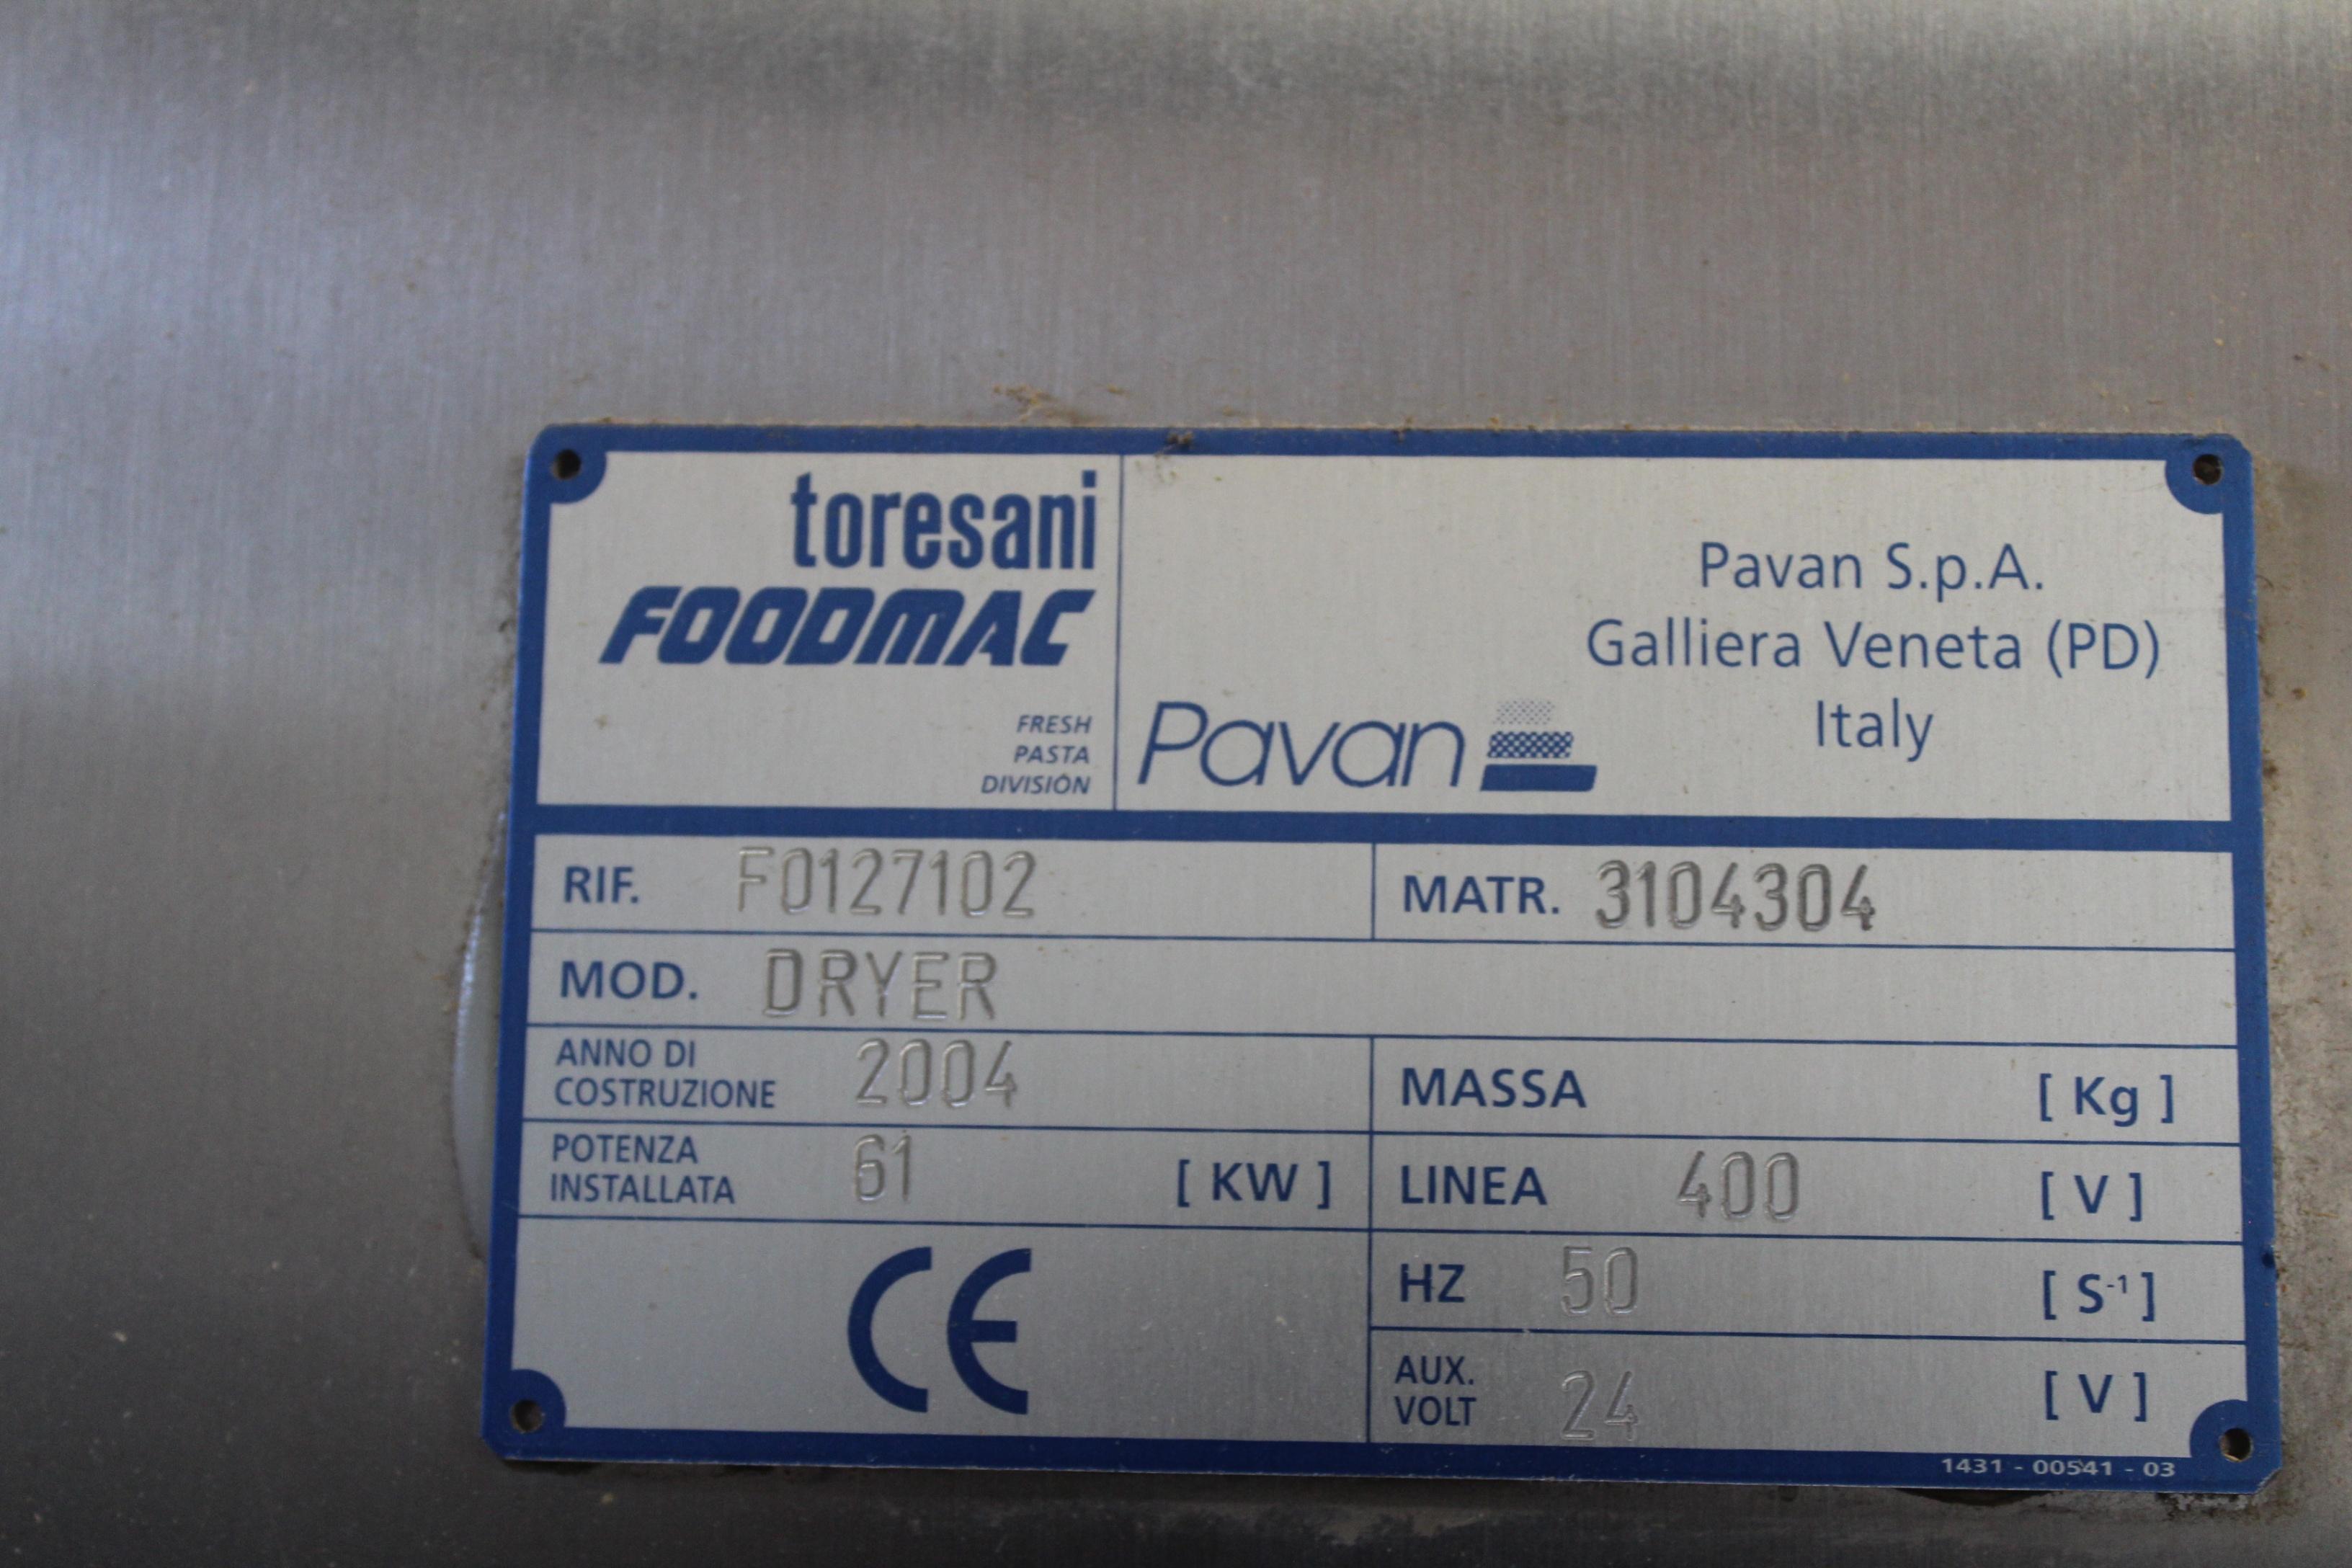 toresani
FOODMAC
FRESH
PASTA
DIVISION
Pavan
Pavan S.p.A.
Galliera Veneta (PD)
Italy
RIF. F0127102
MATR. 3104304
MOD. DRYER
ANNO DI
COSTRUZIONE 2004
MASSA [ Kg ]
POTENZA
INSTALLATA 61 [ KW ]
LINEA 400 [ V ]
CE
HZ 50 [ S-1 ]
AUX.
VOLT 24 [ V ]
1431 - 00541 - 03